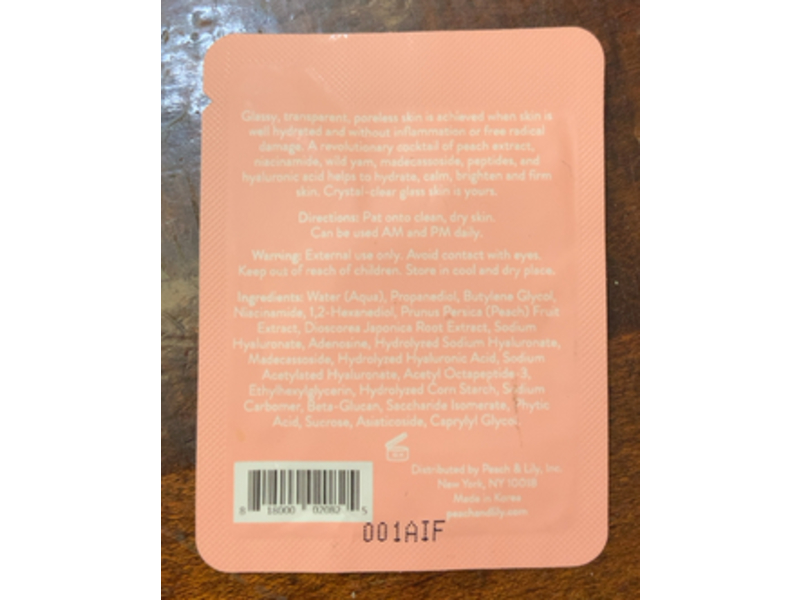 Glassy, transparent, poreless skin is achieved when skin is
well hydrated and without inflammation or free radical
damage. A revolutionary cocktail of peach extract,
niacinamide, wild yam, madecassoside, peptides, and
hyaluronic acid helps to hydrate, calm, brighten and firm
skin. Crystal-clear glass skin is yours.
Directions: Pat onto clean, dry skin.
Can be used AM and PM daily.
Warning: External use only. Avoid contact with eyes.
Keep out of reach of children. Store in cool and dry place.
Ingredients: Water (Aqua), Propanediol, Butylene Glycol,
Niacinamide, 1,2-Hexanediol, Prunus Persica (Peach) Fruit
Extract, Dioscorea Japonica Root Extract, Sodium
Hyaluronate, Adenosine, Hydrolyzed Sodium Hyaluronate,
Madecassoside, Hydrolyzed Hyaluronic Acid, Sodium
Acetylated Hyaluronate, Acetyl Octapeptide-3,
Ethylhexylglycerin, Hydrolyzed Corn Starch, Sodium
Carbomer, Beta-Glucan, Saccharide Isomerate, Phytic
Acid, Sucrose, Asiaticoside, Caprylyl Glycol
Distributed by Peach & Lily, Inc.
New York, NY 10018
Made in Korea
peachandlily.com
8 18000 02082 5
001AIF